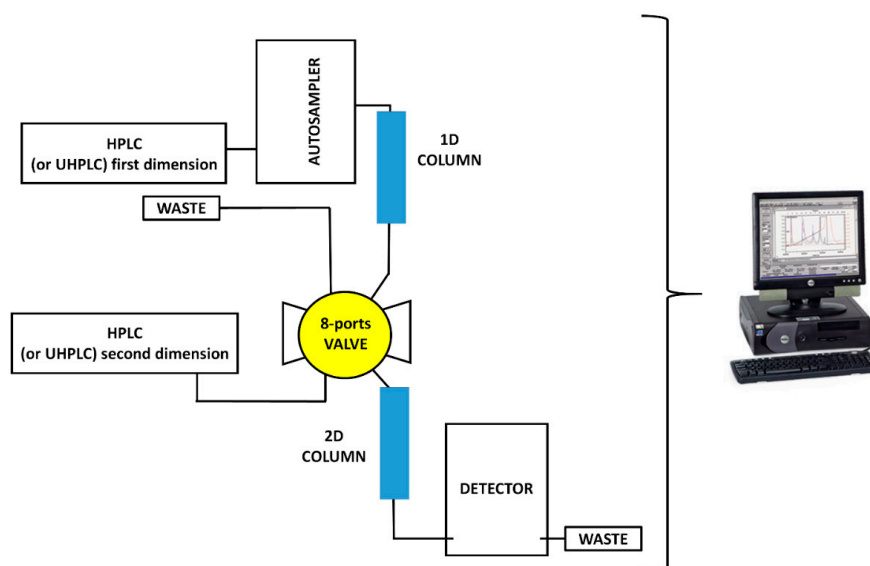 AUTOSAMPLER
HPLC
(or UHPLC) first dimension
1D
COLUMN
WASTE
8-ports
VALVE
HPLC
(or UHPLC) second dimension
2D
COLUMN
DETECTOR
WASTE